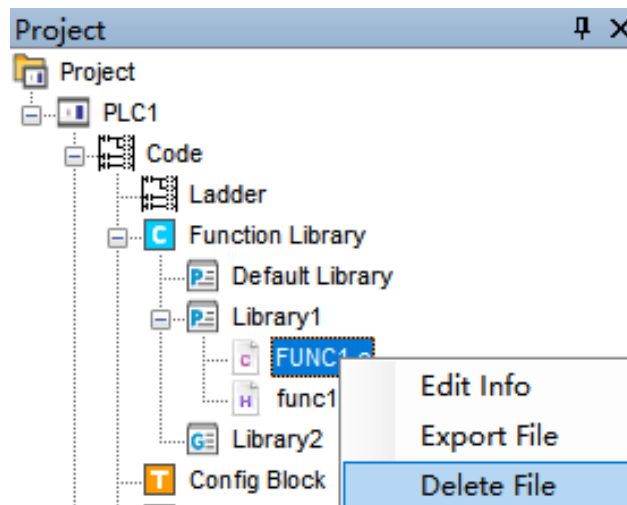 Project
Project
PLC1
Code
Ladder
Function Library
Default Library
Library1
FUNC1.c
func1
Library2
Config Block
Edit Info
Export File
Delete File